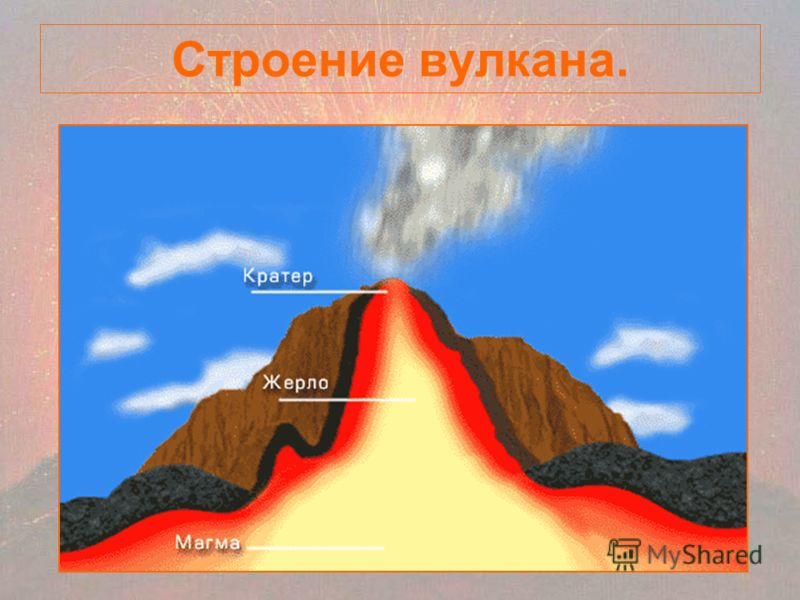 Строение вулкана.
Кратер
Жерло
Магма
MyShared